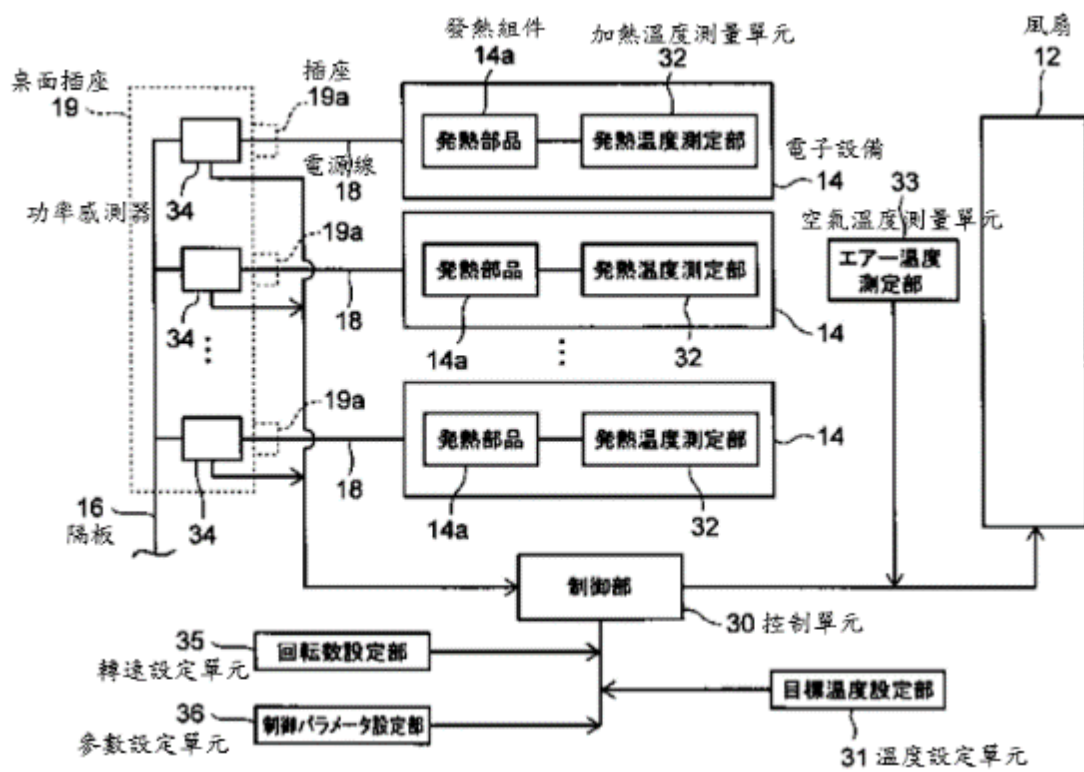 發熱組件
14a
加熱溫度測量單元
32
風扇
12
桌面插座
19
插座
19a
発熱部品
発熱温度測定部
電源線
18
電子設備
14
34
功率感測器
33
空氣溫度測量單元
エアー温度
測定部
19a
34
18
発熱部品
発熱温度測定部
14a
32
14
19a
発熱部品
発熱温度測定部
14
18
14a
32
16
隔板
34
制御部
30 控制單元
35
轉速設定單元
回転数設定部
36
參數設定單元
制御パラメータ設定部
目標温度設定部
31 溫度設定單元